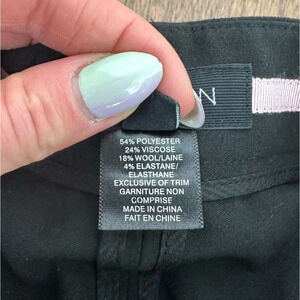 N
54% POLYESTER
24% VISCOSE
18% WOOL/LAINE
4% ELASTANE/
ELASTHANE
EXCLUSIVE OF TRIM
GARNITURE NON
COMPRISE
MADE IN CHINA
FAIT EN CHINE